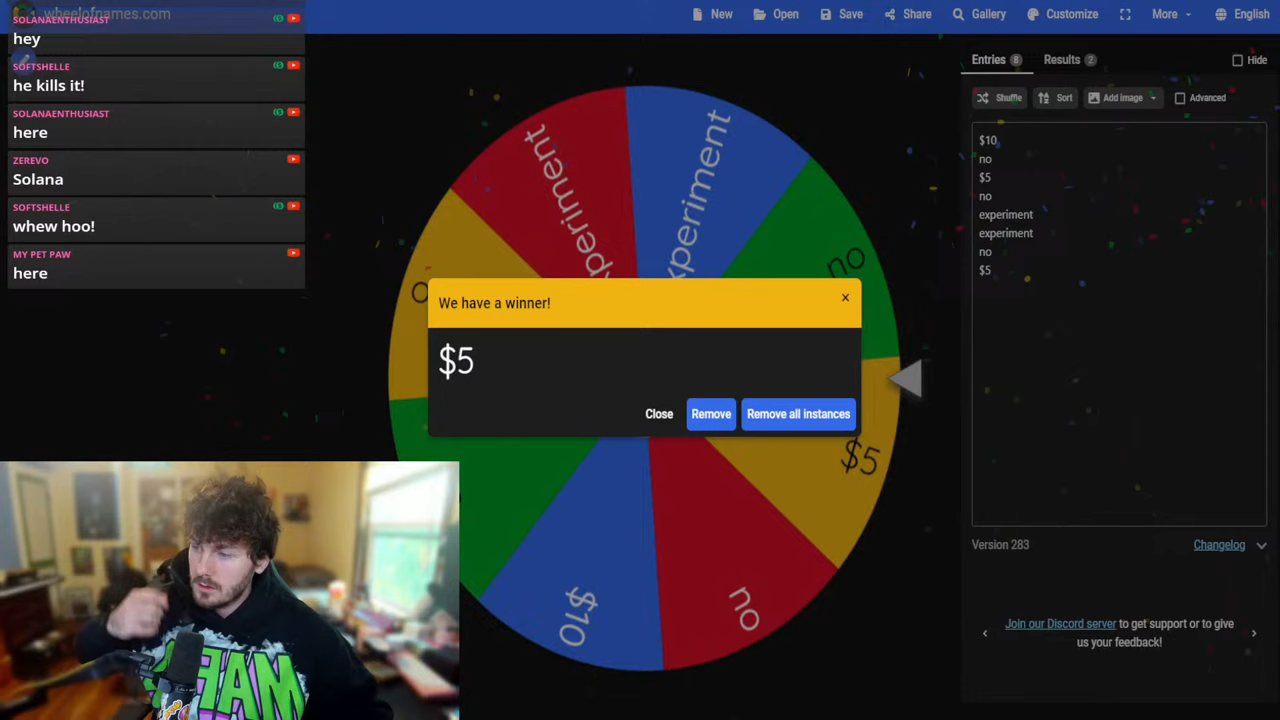 wheelofnames.com
New
Open
Save
Share
Gallery
Customize
More
English
SOLANAENTHUSIAST
hey
SOFTSHELLE
he kills it!
SOLANAENTHUSIAST
here
ZEREVO
Solana
SOFTSHELLE
whew hoo!
MY PET PAW
here
Entries 8
Results 2
Hide
Shuffle
Sort
Add image
Advanced
$10
no
$5
no
experiment
experiment
no
$5
experiment
xperiment
no
$5
no
$10
We have a winner!
×
$5
Close
Remove
Remove all instances
Version 283
Changelog
Join our Discord server to get support or to give
us your feedback!